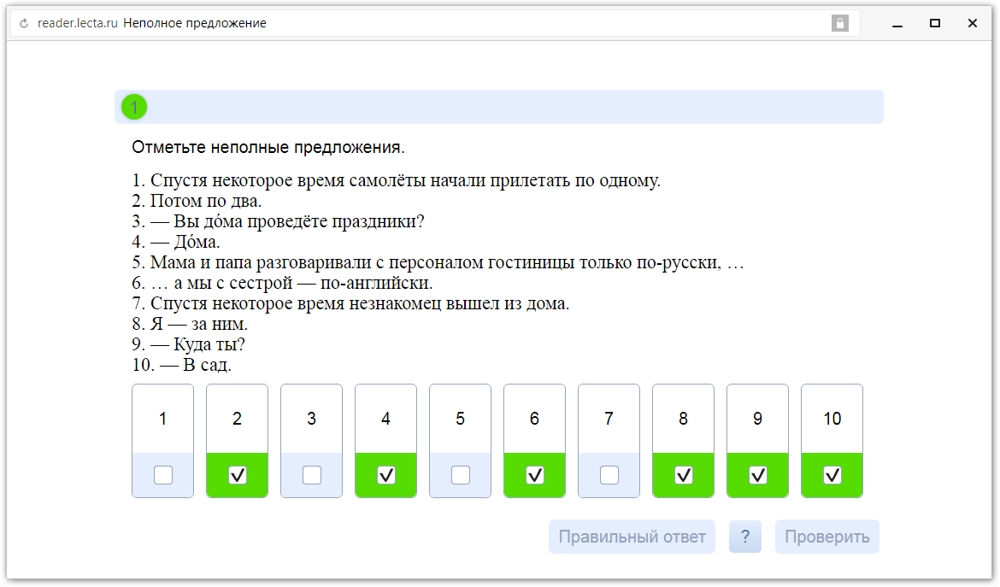 reader.lecta.ru Неполное предложение
1
Отметьте неполные предложения.
1. Спустя некоторое время самолёты начали прилетать по одному.
2. Потом по два.
3. — Вы до́ма проведёте праздники?
4. — До́ма.
5. Мама и папа разговаривали с персоналом гостиницы только по-русски, …
6. … а мы с сестрой — по-английски.
7. Спустя некоторое время незнакомец вышел из дома.
8. Я — за ним.
9. — Куда ты?
10. — В сад.
1 2 3 4 5 6 7 8 9 10
Правильный ответ ? Проверить